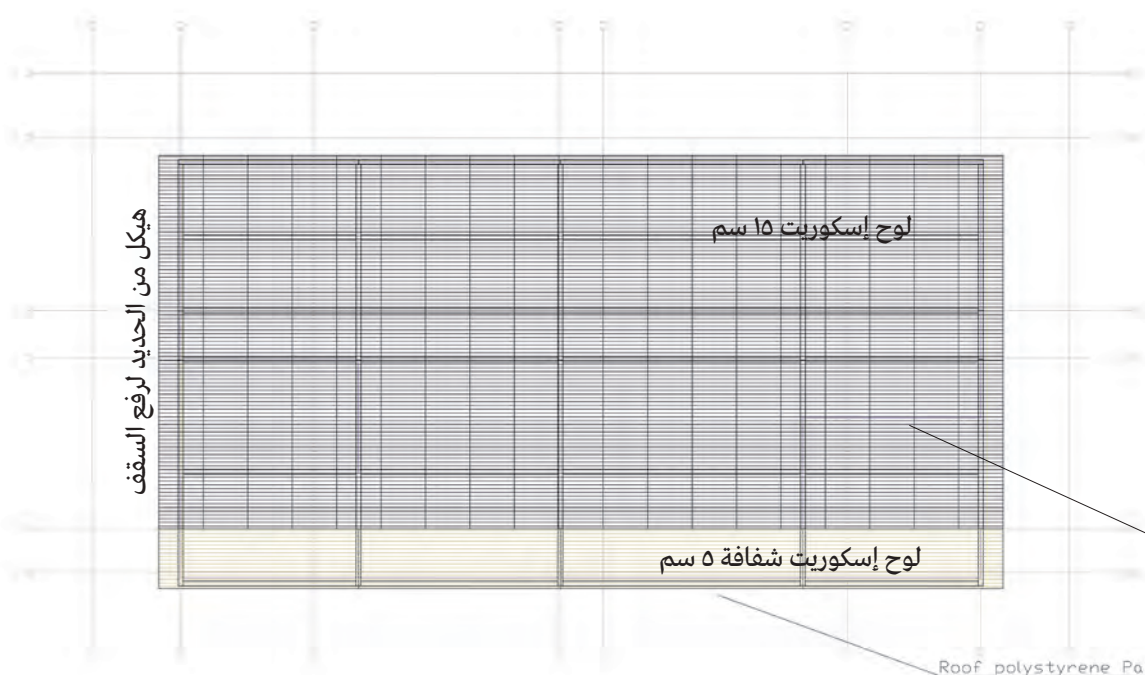 لوح إسكوريت ١٥ سم
هيكل من الحديد لرفع السقف
لوح إسكوريت شفافة ٥ سم
Roof polystyrene Pa